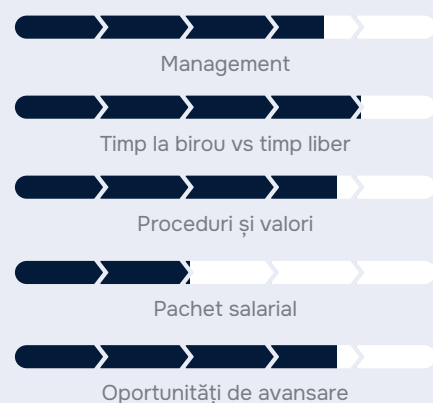 Management
Timp la birou vs timp liber
Proceduri și valori
Pachet salarial
Oportunități de avansare